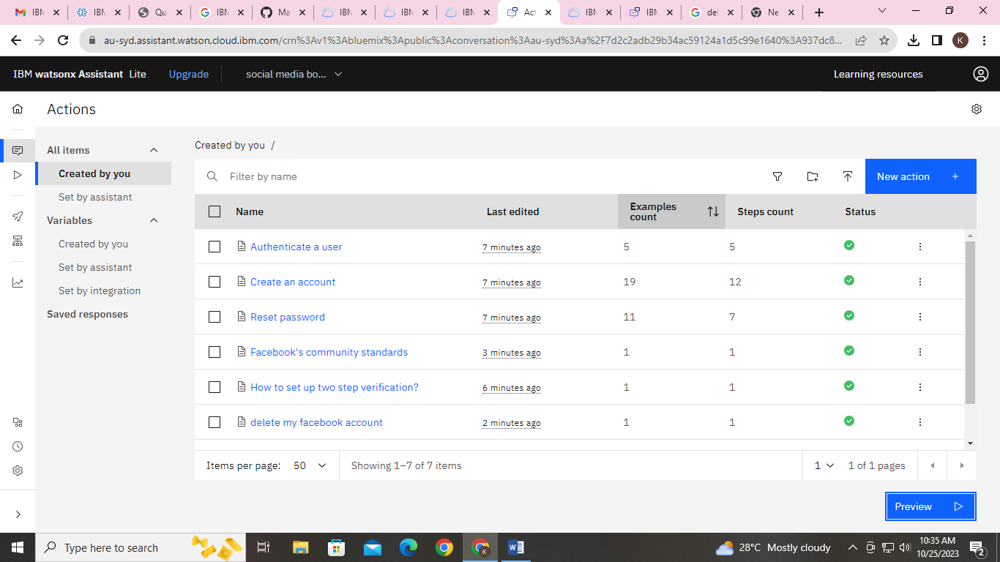 IBM
IBM
Qu
IBM
Ma
IBM
IBM
IBM
Act
IBM
IBM
del
Ne
au-syd.assistant.watson.cloud.ibm.com/crn%3Av1%3Abluemix%3Apublic%3Aconversation%3Aau-syd%3Aa%2F7d2c2adb29b34ac59124a1d5c99e1640%3A937dc8...
K
IBM watsonx Assistant Lite
Upgrade
social media bo...
Learning resources
Actions
All items
Created by you
Set by assistant
Variables
Created by you
Set by assistant
Set by integration
Saved responses
Created by you /
Filter by name
New action +
Name Last edited Examples count Steps count Status
Authenticate a user 7 minutes ago 5 5
Create an account 7 minutes ago 19 12
Reset password 7 minutes ago 11 7
Facebook's community standards 3 minutes ago 1 1
How to set up two step verification? 6 minutes ago 1 1
delete my facebook account 2 minutes ago 1 1
Items per page: 50 Showing 1–7 of 7 items 1 1 of 1 pages
Preview
Type here to search
28°C Mostly cloudy
10:35 AM
10/25/2023
2